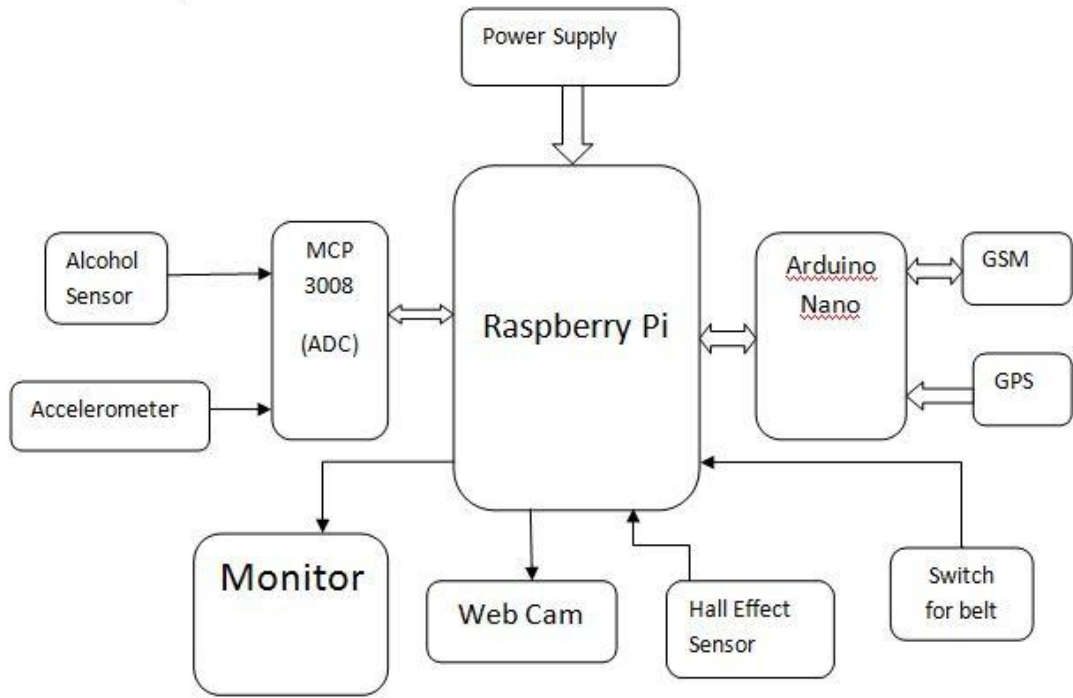 Power Supply
Alcohol
Sensor
MCP
3008
(ADC)
Raspberry Pi
Arduino
Nano
GSM
Accelerometer
GPS
Monitor
Web Cam
Hall Effect
Sensor
Switch
for belt